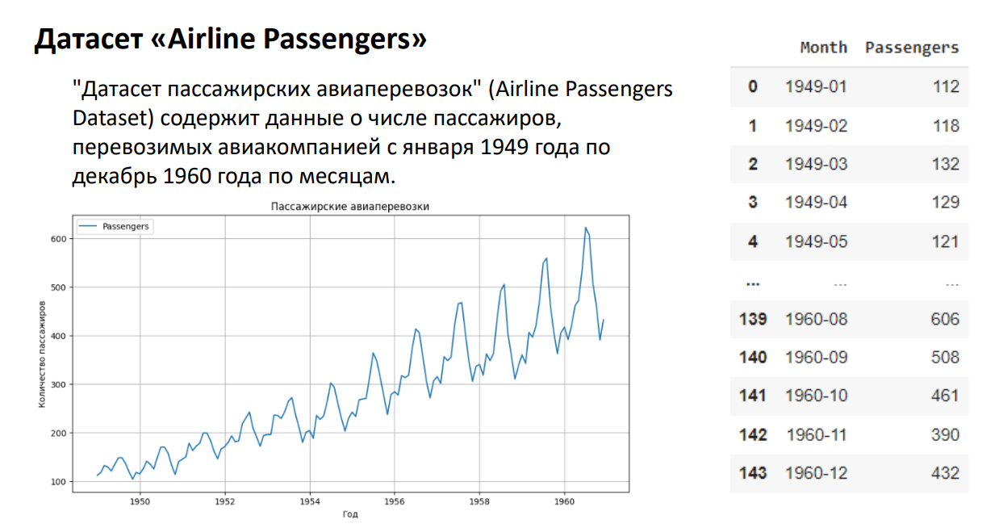 Датасет «Airline Passengers»
"Датасет пассажирских авиаперевозок" (Airline Passengers
Dataset) содержит данные о числе пассажиров,
перевозимых авиакомпанией с января 1949 года по
декабрь 1960 года по месяцам.
Пассажирские авиаперевозки
Passengers
Количество пассажиров
600
500
400
300
200
100
1950 1952 1954 1956 1958 1960
Год
Month Passengers
0 1949-01 112
1 1949-02 118
2 1949-03 132
3 1949-04 129
4 1949-05 121
... ... ...
139 1960-08 606
140 1960-09 508
141 1960-10 461
142 1960-11 390
143 1960-12 432